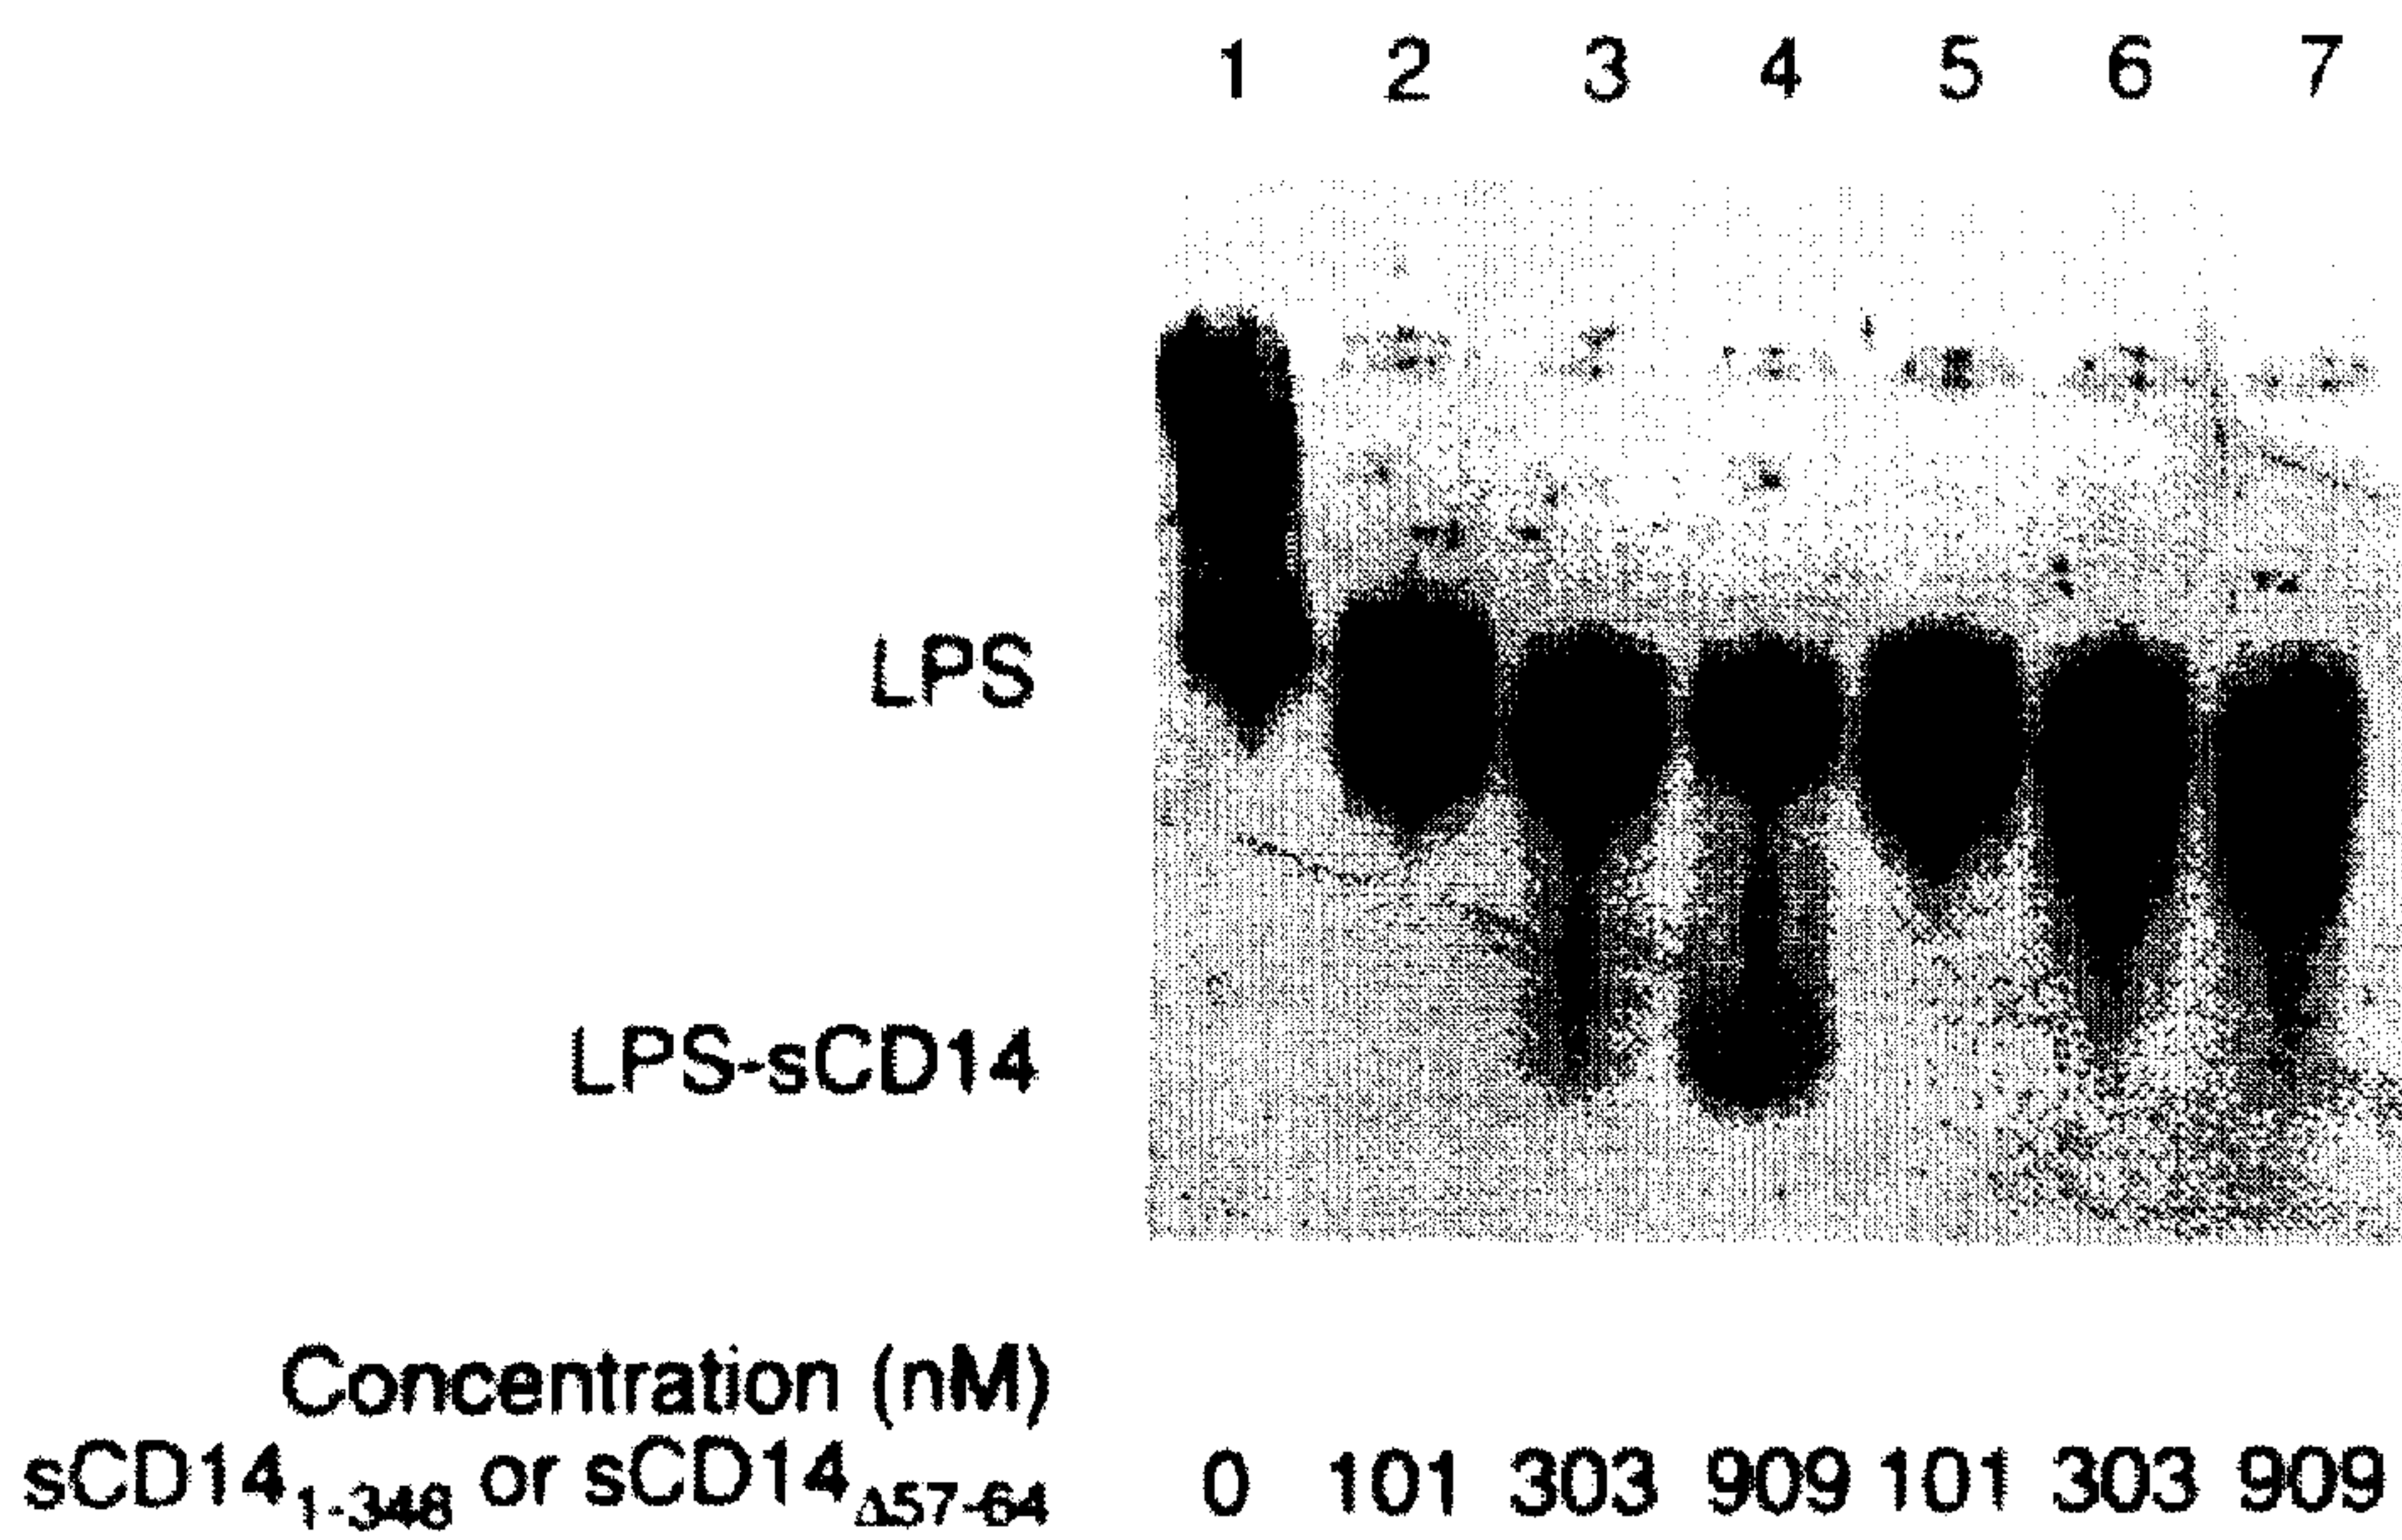 1 2 3 4 5 6 7
LPS
LPS-sCD14
Concentration (nM)
sCD14₁₋₃₄₈ or sCD14Δ57-64 0 101 303 909 101 303 909